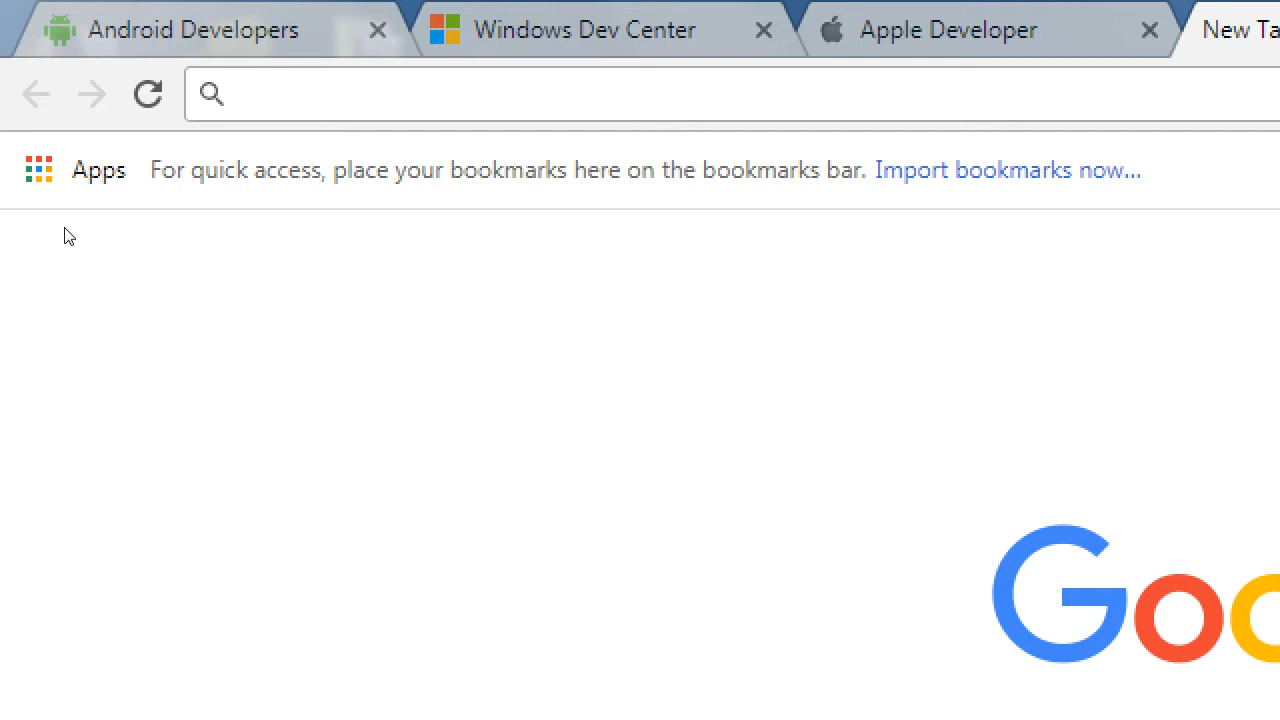 Android Developers
Windows Dev Center
Apple Developer
New Ta
Apps
For quick access, place your bookmarks here on the bookmarks bar. Import bookmarks now...
Goo